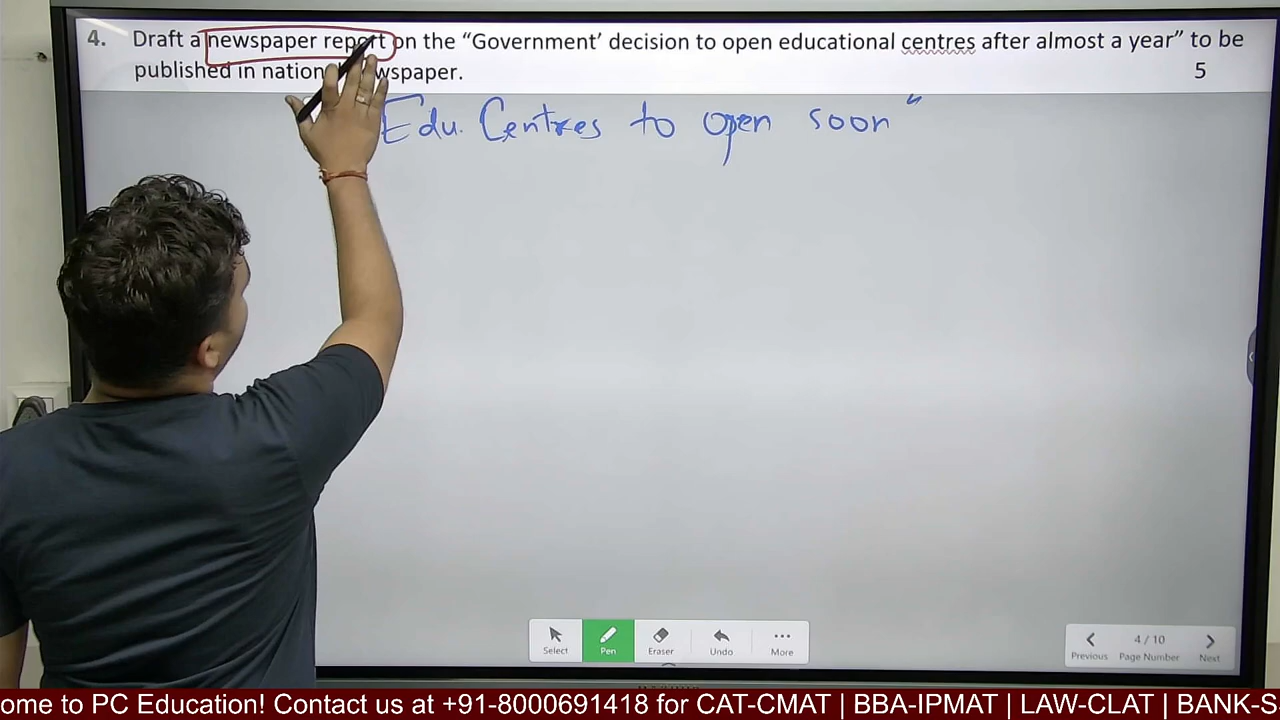 4. Draft a newspaper report on the “Government’ decision to open educational centres after almost a year” to be
published in national newspaper. 5
Edu. Centres to open soon”
Select Pen Eraser Undo More
4 / 10
Previous Page Number Next
ome to PC Education! Contact us at +91-8000691418 for CAT-CMAT | BBA-IPMAT | LAW-CLAT | BANK-S